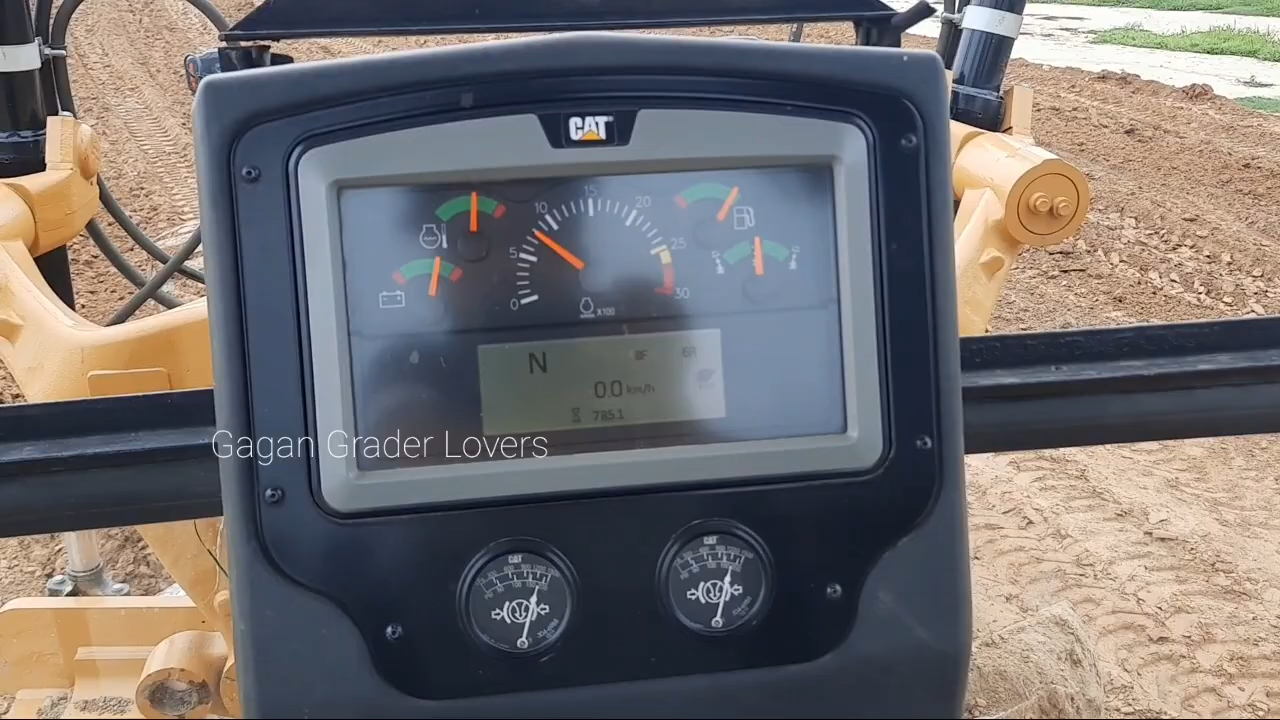 CAT
15
10
20
5
25
0
30
X100
N
8F
6R
0.0 km/h
785.1
Gagan Grader Lovers
CAT
CAT